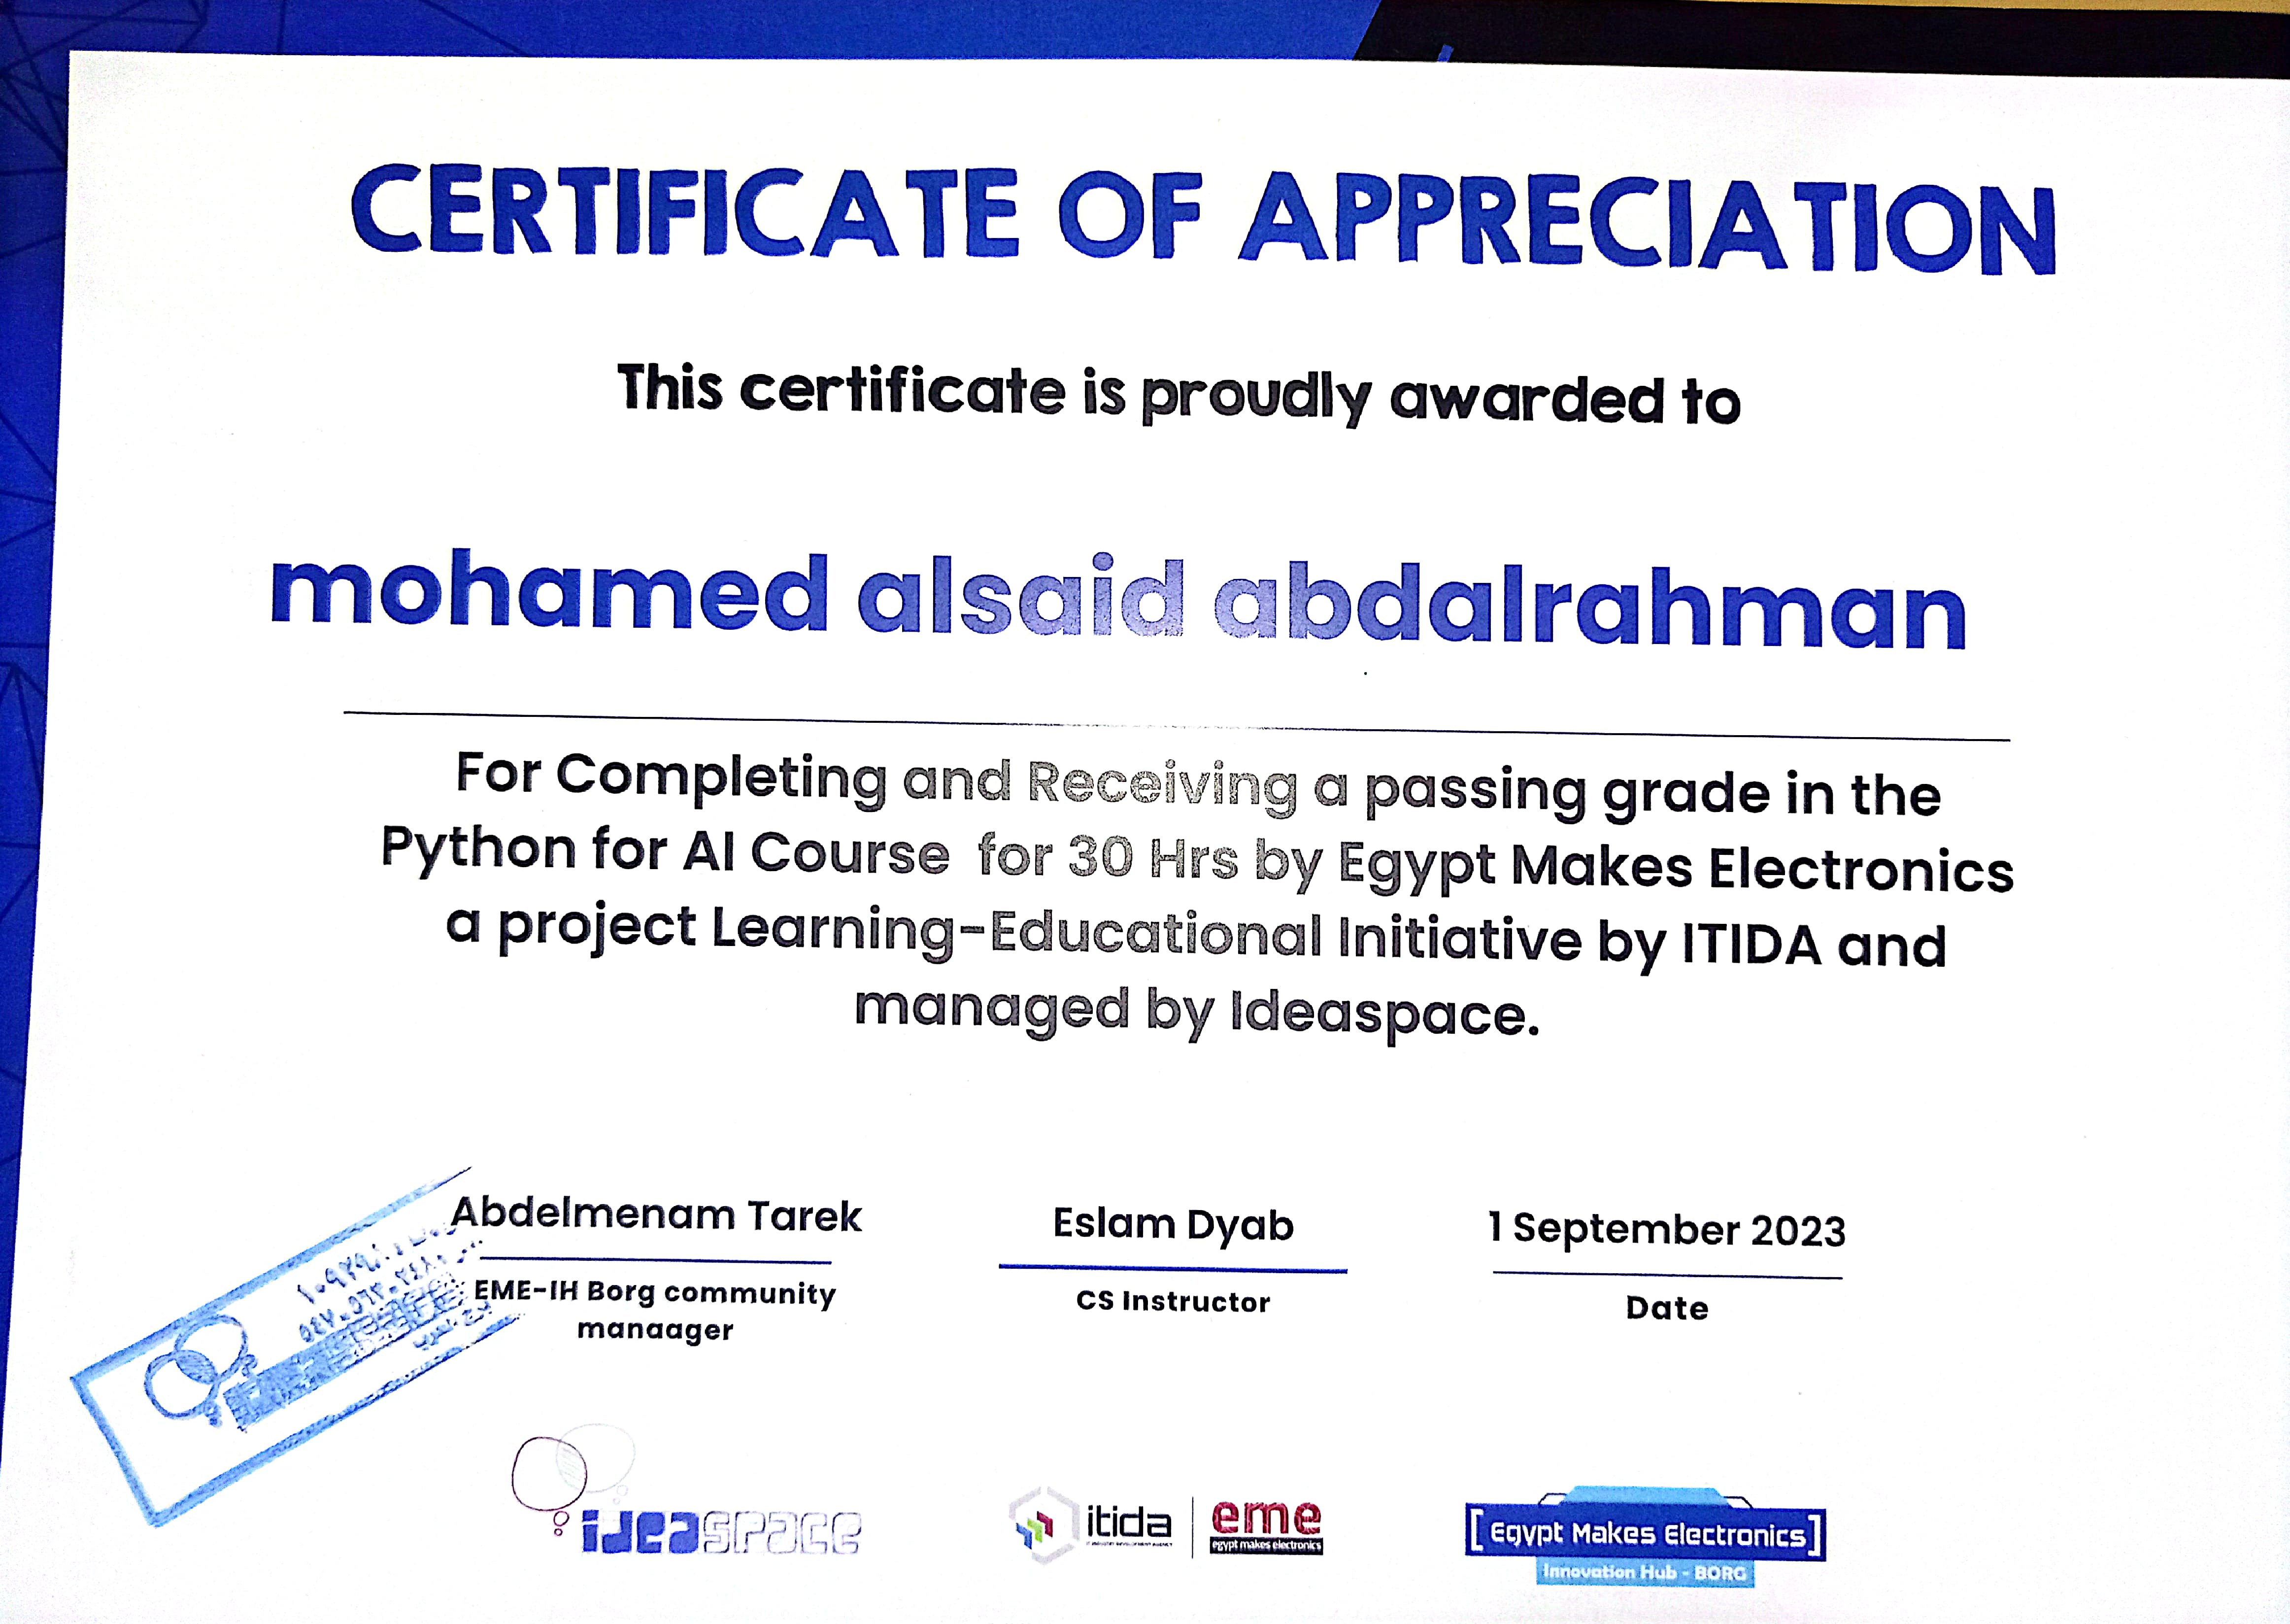 CERTIFICATE OF APPRECIATION
This certificate is proudly awarded to
mohamed alsaid abdalrahman
For Completing and Receiving a passing grade in the
Python for AI Course for 30 Hrs by Egypt Makes Electronics
a project Learning-Educational Initiative by ITIDA and
managed by Ideaspace.
Abdelmenam Tarek
EME-IH Borg community
manaager
Eslam Dyab
CS Instructor
1 September 2023
Date
ideaspace
itida
eme
egypt makes electronics
[Egypt Makes Electronics]
Innovation Hub - BORG